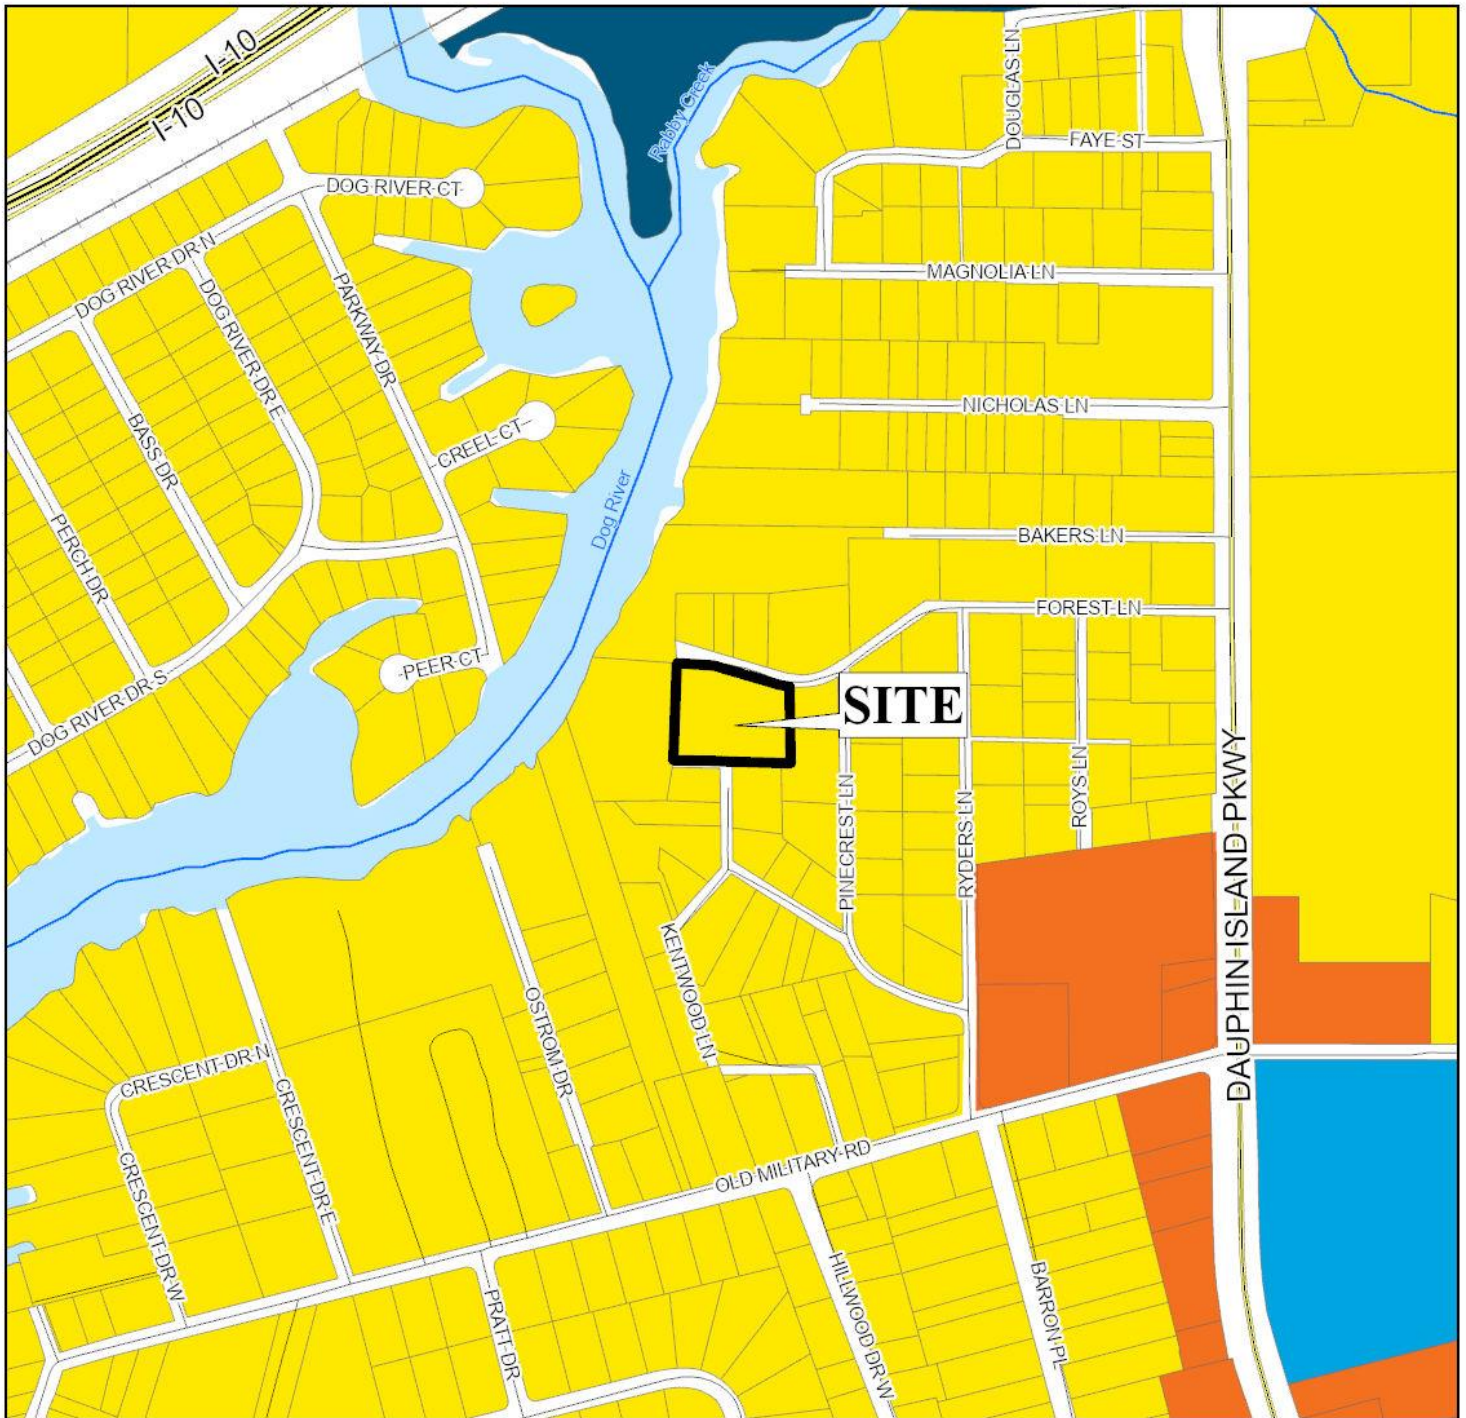 I-10
I-10
Rabby Creek
DOUGLAS LN
FAYE ST
DOG RIVER CT
DOG RIVER DR N
DOG RIVER DR E
PARKWAY DR
MAGNOLIA LN
BASS DR
CREEL CT
NICHOLAS LN
PERCH DR
Dog River
BAKERS LN
FOREST LN
PEER CT
DOG RIVER DR S
SITE
PINECREST LN
RYDERS LN
ROYS LN
DAUPHIN ISLAND PKWY
KENTWOOD LN
OSTROM DR
CRESCENT DR N
CRESCENT DR E
CRESCENT DR W
OLD MILITARY RD
PRATT DR
HILLWOOD DR W
BARRON PL